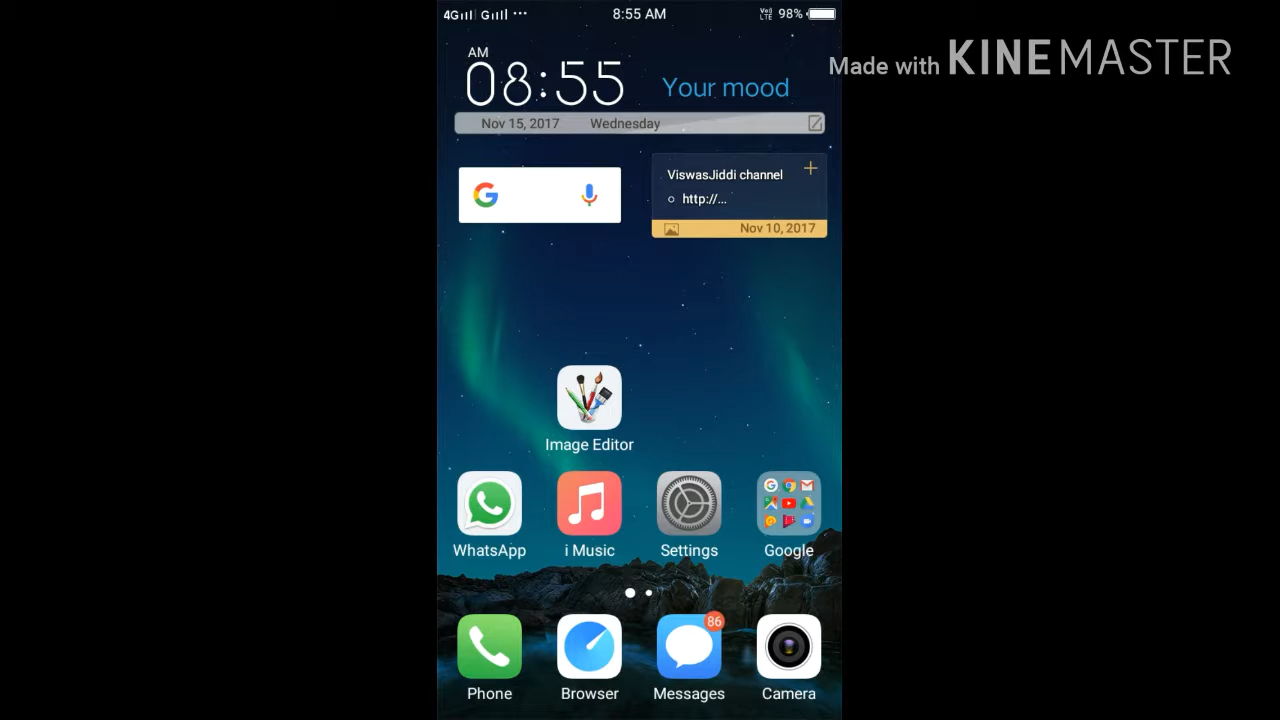 4G G ... 8:55 AM VoLTE 98%
Made with KINEMASTER
AM
08:55
Your mood
Nov 15, 2017 Wednesday
ViswasJiddi channel
http://...
Nov 10, 2017
Image Editor
WhatsApp i Music Settings Google
86
Phone Browser Messages Camera